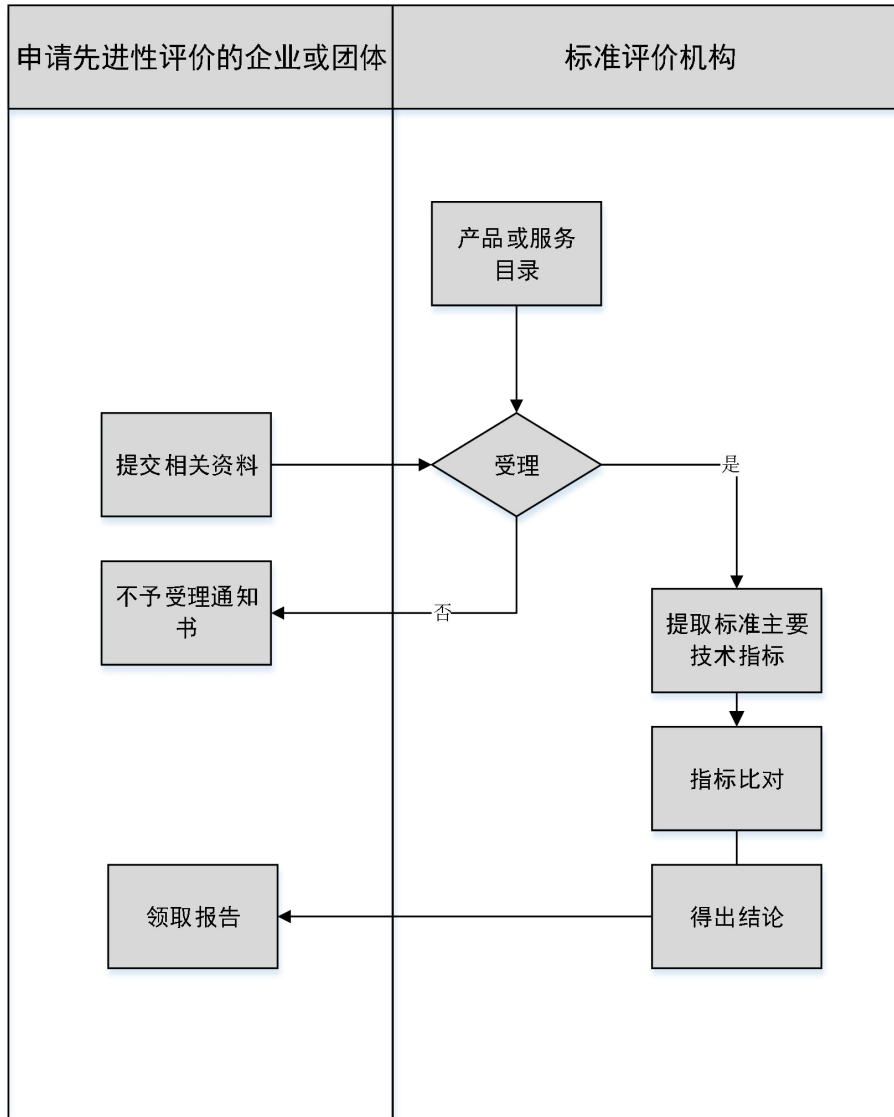 申请先进性评价的企业或团体
标准评价机构
产品或服务
目录
提交相关资料
受理
是
不予受理通知
书
否
提取标准主要
技术指标
指标比对
领取报告
得出结论